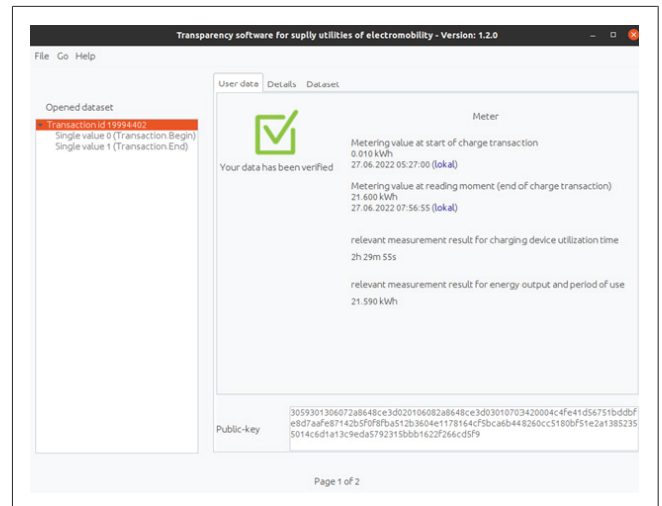 Transparency software for suplly utilities of electromobility - Version: 1.2.0
File Go Help
User data Details Dataset
Opened dataset
Transaction id 19994402
Single value 0 (Transaction.Begin)
Single value 1 (Transaction.End)
Your data has been verified
Meter
Metering value at start of charge transaction
0.010 kWh
27.06.2022 05:27:00 (lokal)
Metering value at reading moment (end of charge transaction)
21.600 kWh
27.06.2022 07:56:55 (lokal)
relevant measurement result for charging device utilization time
2h 29m 55s
relevant measurement result for energy output and period of use
21.590 kWh
Public-key
3059301306072a8648ce3d020106082a8648ce3d03010703420004c4fe41d56751bddbf
e8d7aafe87142b5f0f8fba512b3604e1178164cf5bca6b448260cc5180bf51e2a1385235
5014c6d1a13c9eda5792315bbb1622f266cd5f9
Page 1 of 2